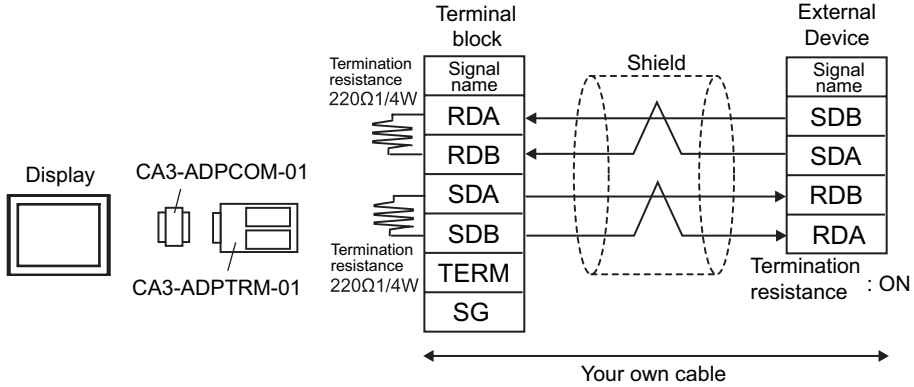 Terminal
block
External
Device
Termination
resistance
220Ω1/4W
Signal
name
Shield
Signal
name
RDA
SDB
RDB
SDA
Display
CA3-ADPCOM-01
SDA
RDB
SDB
RDA
Termination
resistance
220Ω1/4W
TERM
Termination
resistance : ON
CA3-ADPTRM-01
SG
Your own cable